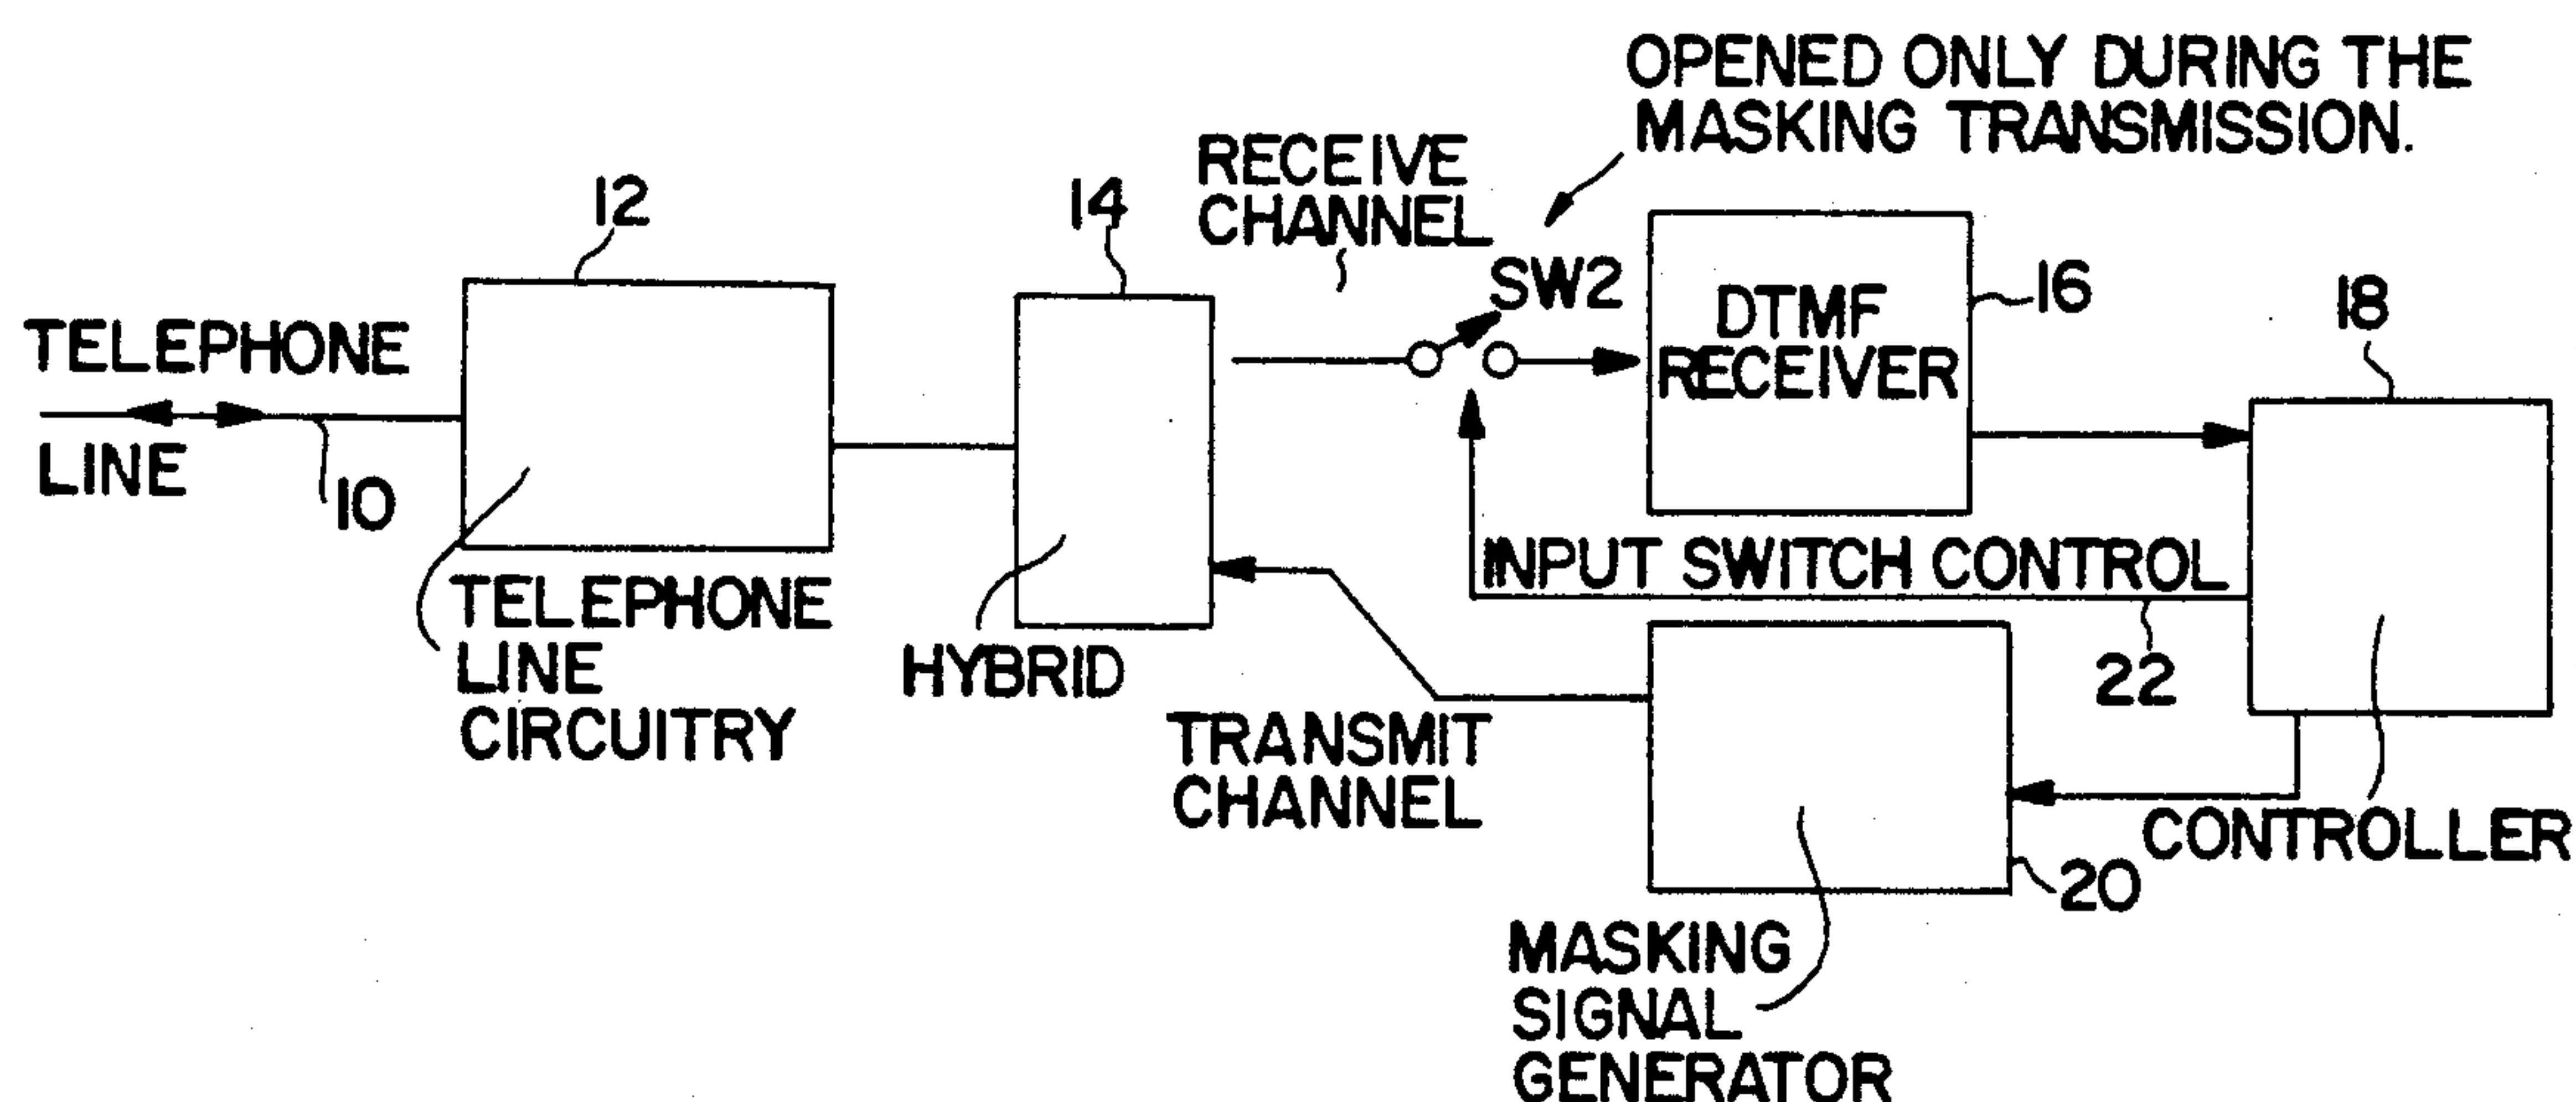 OPENED ONLY DURING THE
MASKING TRANSMISSION.
RECEIVE
CHANNEL
12
14
SW2
16
18
DTMF
RECEIVER
TELEPHONE
LINE
10
INPUT SWITCH CONTROL
22
TELEPHONE
LINE
CIRCUITRY
HYBRID
TRANSMIT
CHANNEL
CONTROLLER
20
MASKING
SIGNAL
GENERATOR